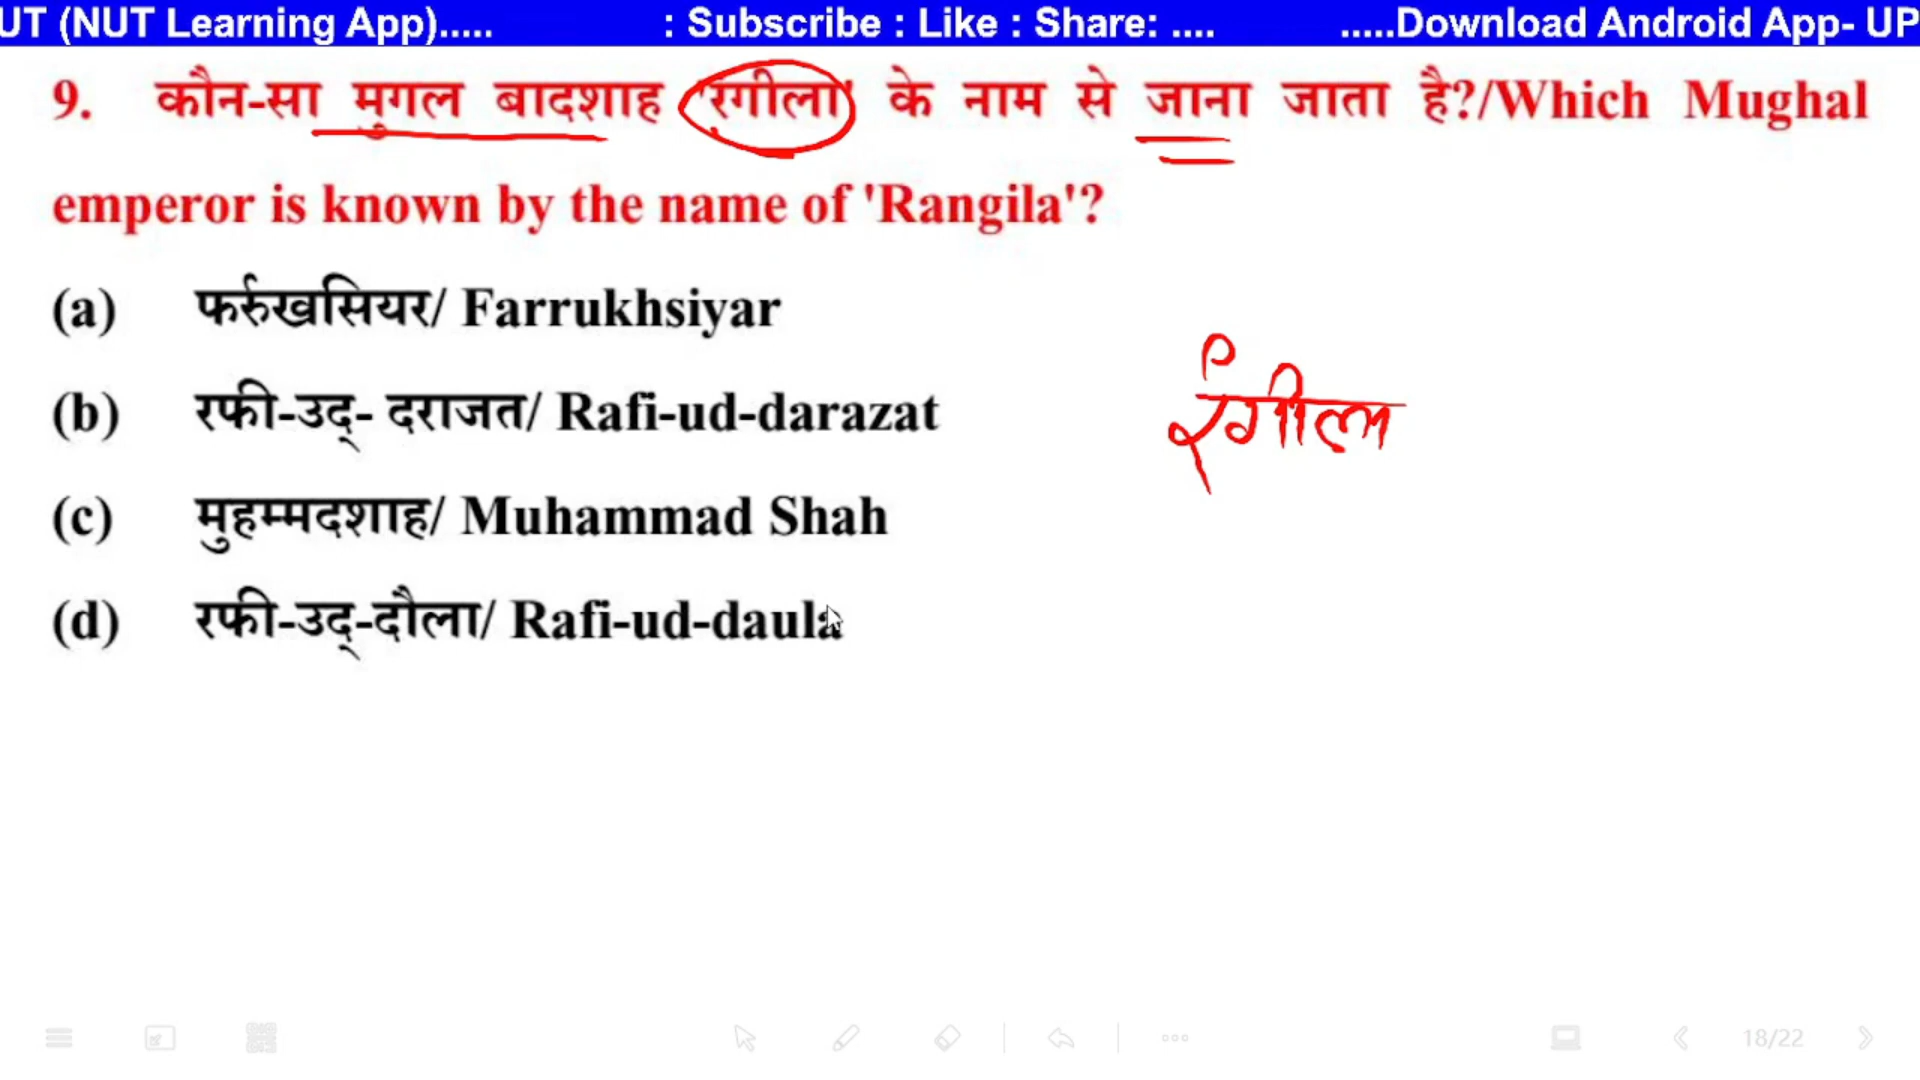 UT (NUT Learning App)..... : Subscribe : Like : Share: .... .....Download Android App- UP
9. कौन-सा मुगल बादशाह 'रंगीला' के नाम से जाना जाता है?/Which Mughal
emperor is known by the name of 'Rangila'?
(a) फर्रुखसियर/ Farrukhsiyar
(b) रफी-उद्- दराजत/ Rafi-ud-darazat
(c) मुहम्मदशाह/ Muhammad Shah
(d) रफी-उद्-दौला/ Rafi-ud-daula
रंगीला
18/22